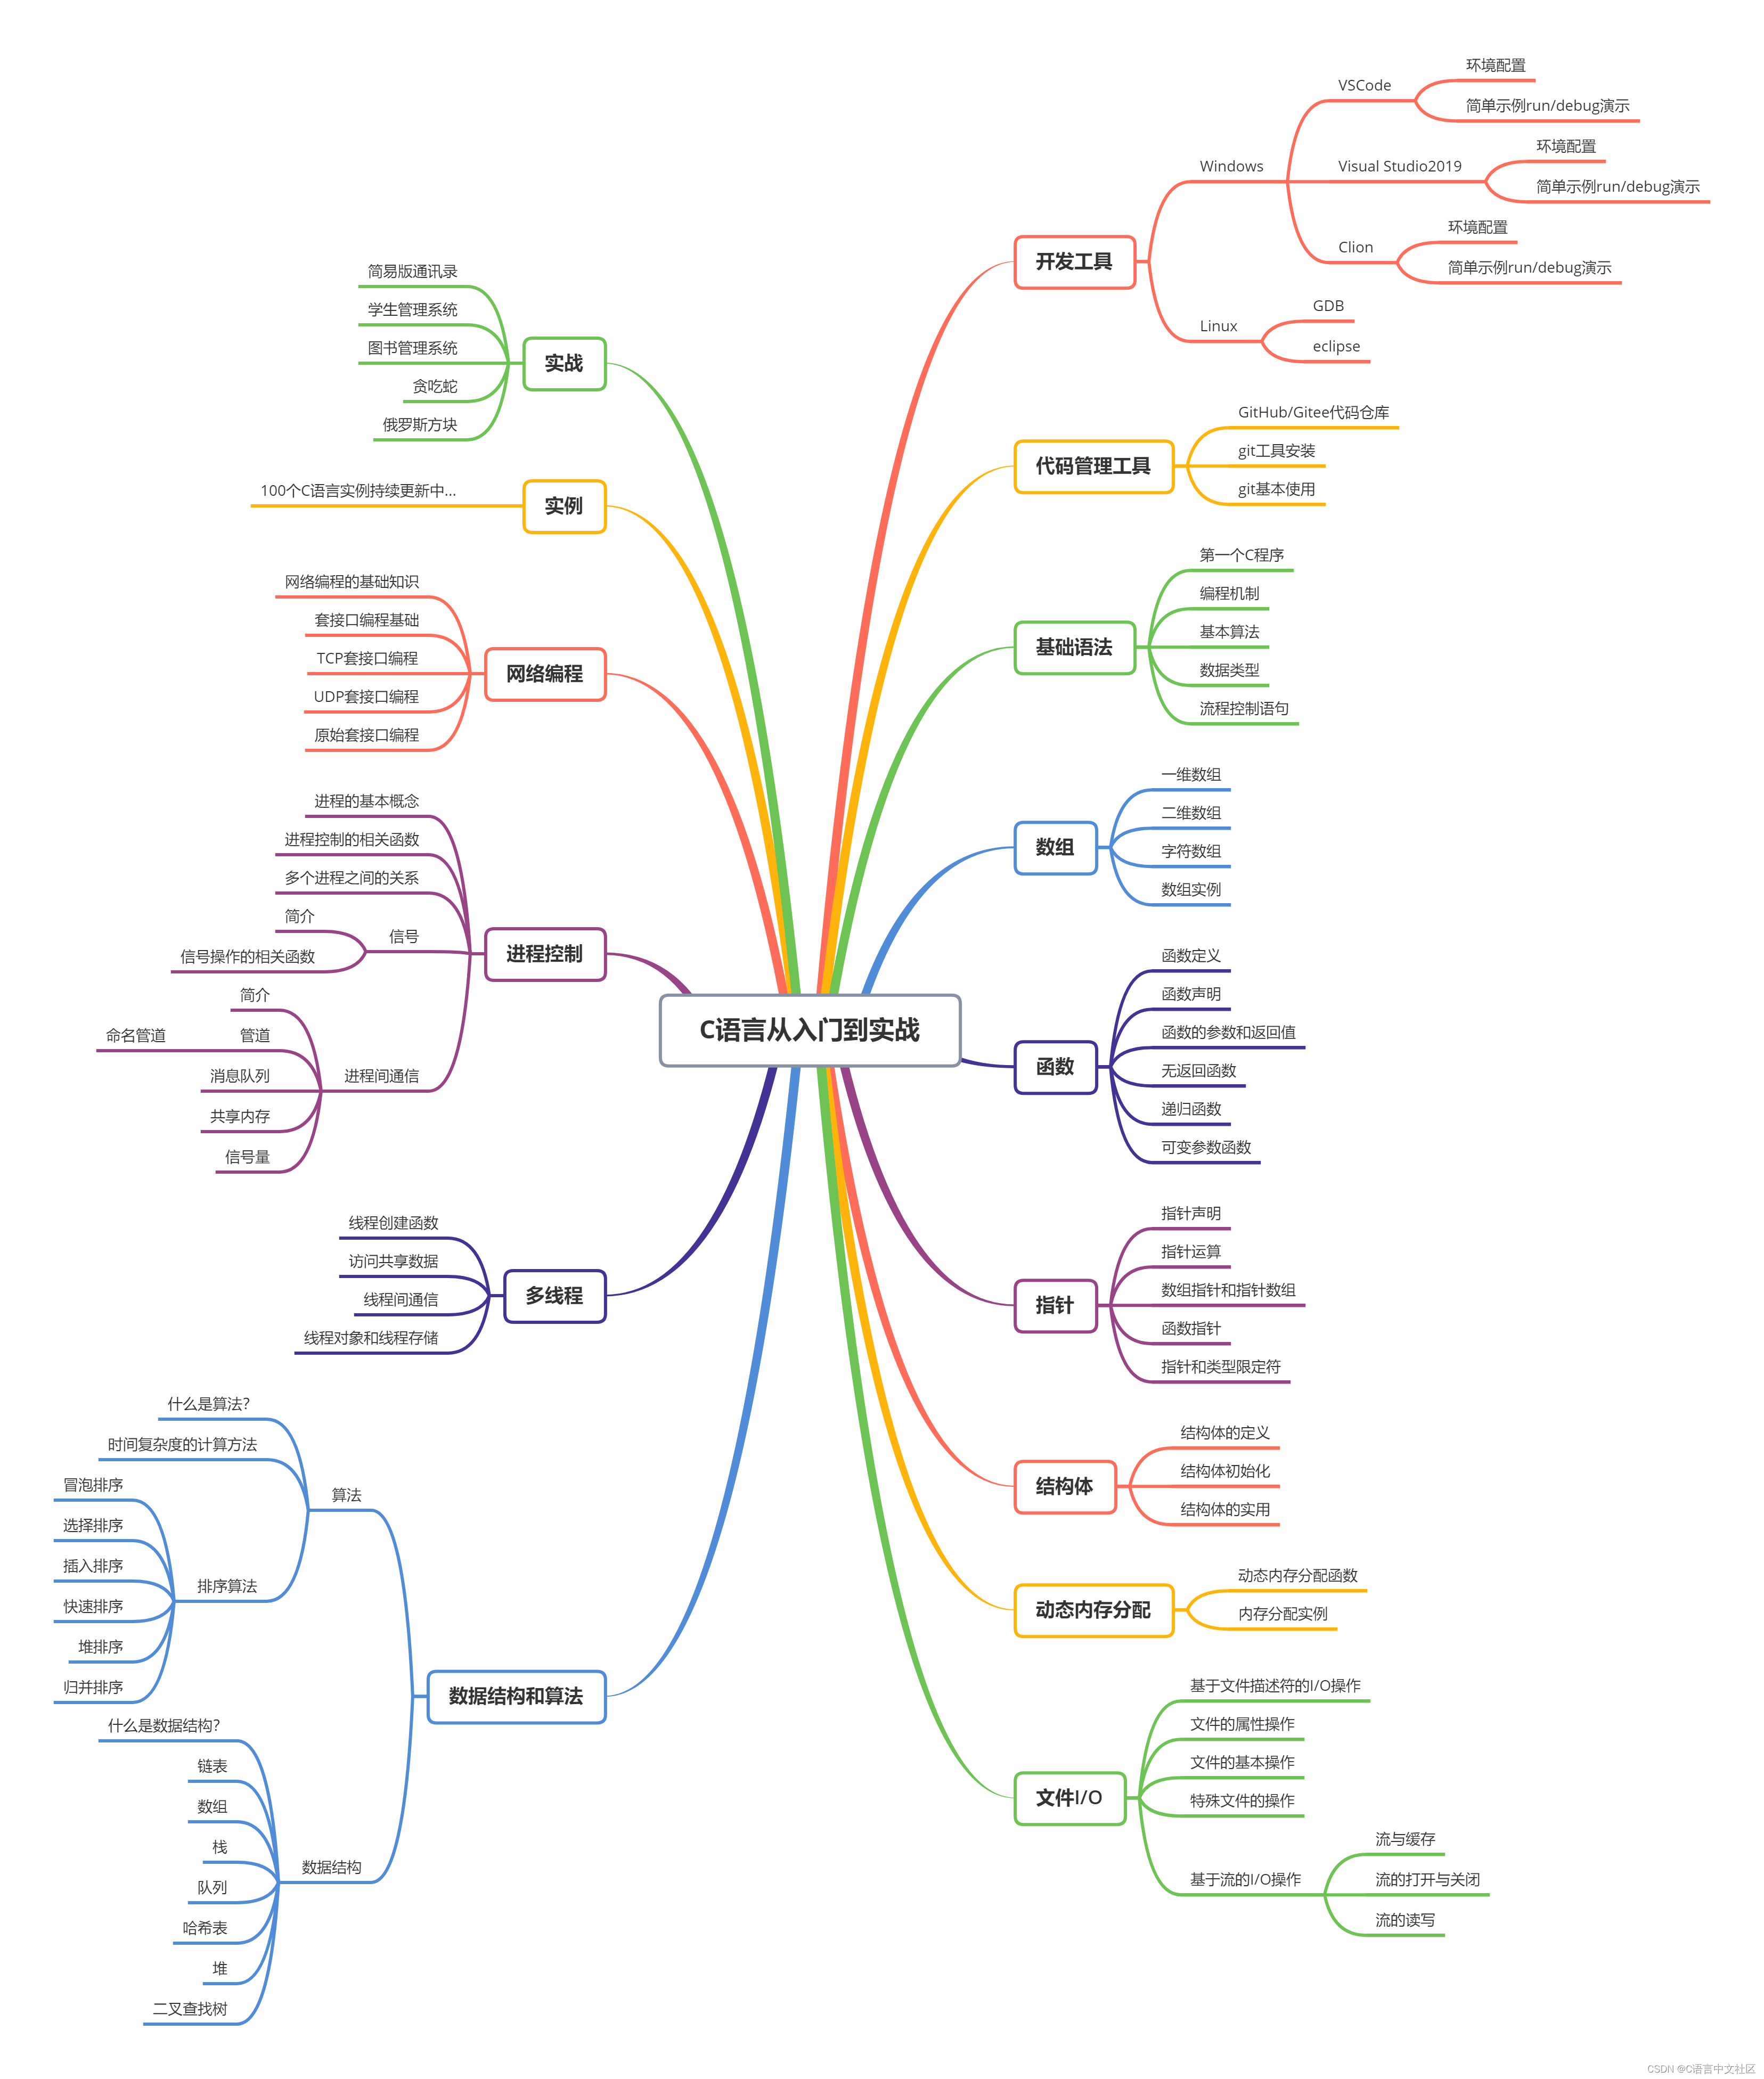 C语言从入门到实战
开发工具
Windows
VSCode
环境配置
简单示例run/debug演示
Visual Studio2019
环境配置
简单示例run/debug演示
Clion
环境配置
简单示例run/debug演示
Linux
GDB
eclipse
代码管理工具
GitHub/Gitee代码仓库
git工具安装
git基本使用
基础语法
第一个C程序
编程机制
基本算法
数据类型
流程控制语句
数组
一维数组
二维数组
字符数组
数组实例
函数
函数定义
函数声明
函数的参数和返回值
无返回函数
递归函数
可变参数函数
指针
指针声明
指针运算
数组指针和指针数组
函数指针
指针和类型限定符
结构体
结构体的定义
结构体初始化
结构体的实用
动态内存分配
动态内存分配函数
内存分配实例
文件I/O
基于文件描述符的I/O操作
文件的属性操作
文件的基本操作
特殊文件的操作
基于流的I/O操作
流与缓存
流的打开与关闭
流的读写
实战
简易版通讯录
学生管理系统
图书管理系统
贪吃蛇
俄罗斯方块
实例
100个C语言实例持续更新中...
网络编程
网络编程的基础知识
套接口编程基础
TCP套接口编程
UDP套接口编程
原始套接口编程
进程控制
进程的基本概念
进程控制的相关函数
多个进程之间的关系
信号
简介
信号操作的相关函数
进程间通信
简介
管道
命名管道
消息队列
共享内存
信号量
多线程
线程创建函数
访问共享数据
线程间通信
线程对象和线程存储
数据结构和算法
算法
什么是算法?
时间复杂度的计算方法
排序算法
冒泡排序
选择排序
插入排序
快速排序
堆排序
归并排序
数据结构
什么是数据结构?
链表
数组
栈
队列
哈希表
堆
二叉查找树
CSDN @C语言中文社区